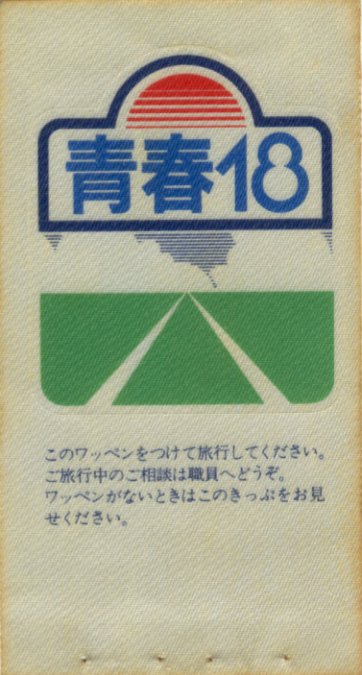 青春18
このワッペンをつけて旅行してください。
ご旅行中のご相談は職員へどうぞ。
ワッペンがないときはこのきっぷをお見
せください。